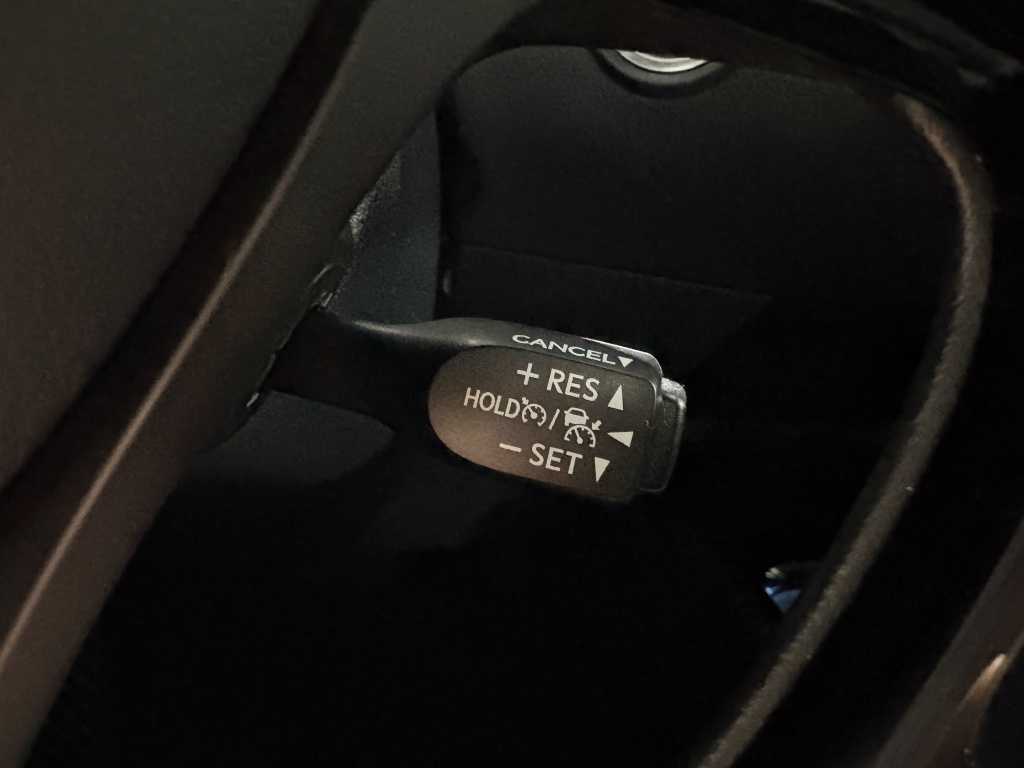 CANCEL▼
+ RES ▲
HOLD / ◀
− SET ▼